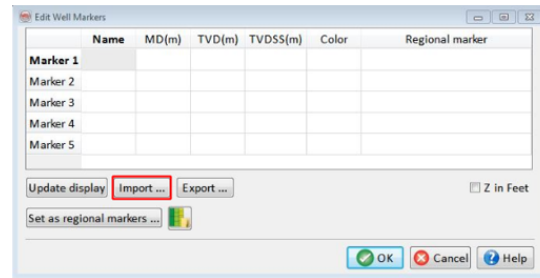 Edit Well Markers
Name MD(m) TVD(m) TVDSS(m) Color Regional marker
Marker 1
Marker 2
Marker 3
Marker 4
Marker 5
Update display Import ... Export ... Z in Feet
Set as regional markers ...
OK Cancel Help